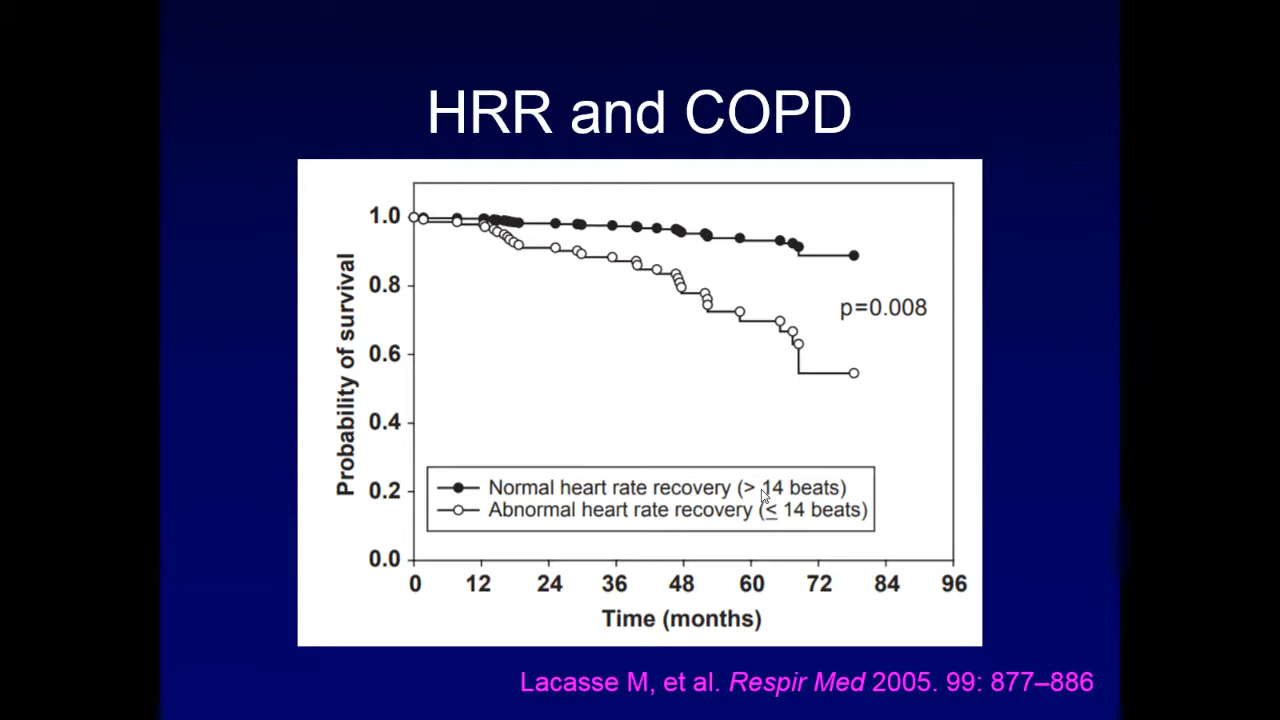 HRR and COPD
1.0
0.8
0.6
0.4
0.2
0.0
Probability of survival
p=0.008
Normal heart rate recovery (> 14 beats)
Abnormal heart rate recovery (≤ 14 beats)
0 12 24 36 48 60 72 84 96
Time (months)
Lacasse M, et al. Respir Med 2005. 99: 877–886